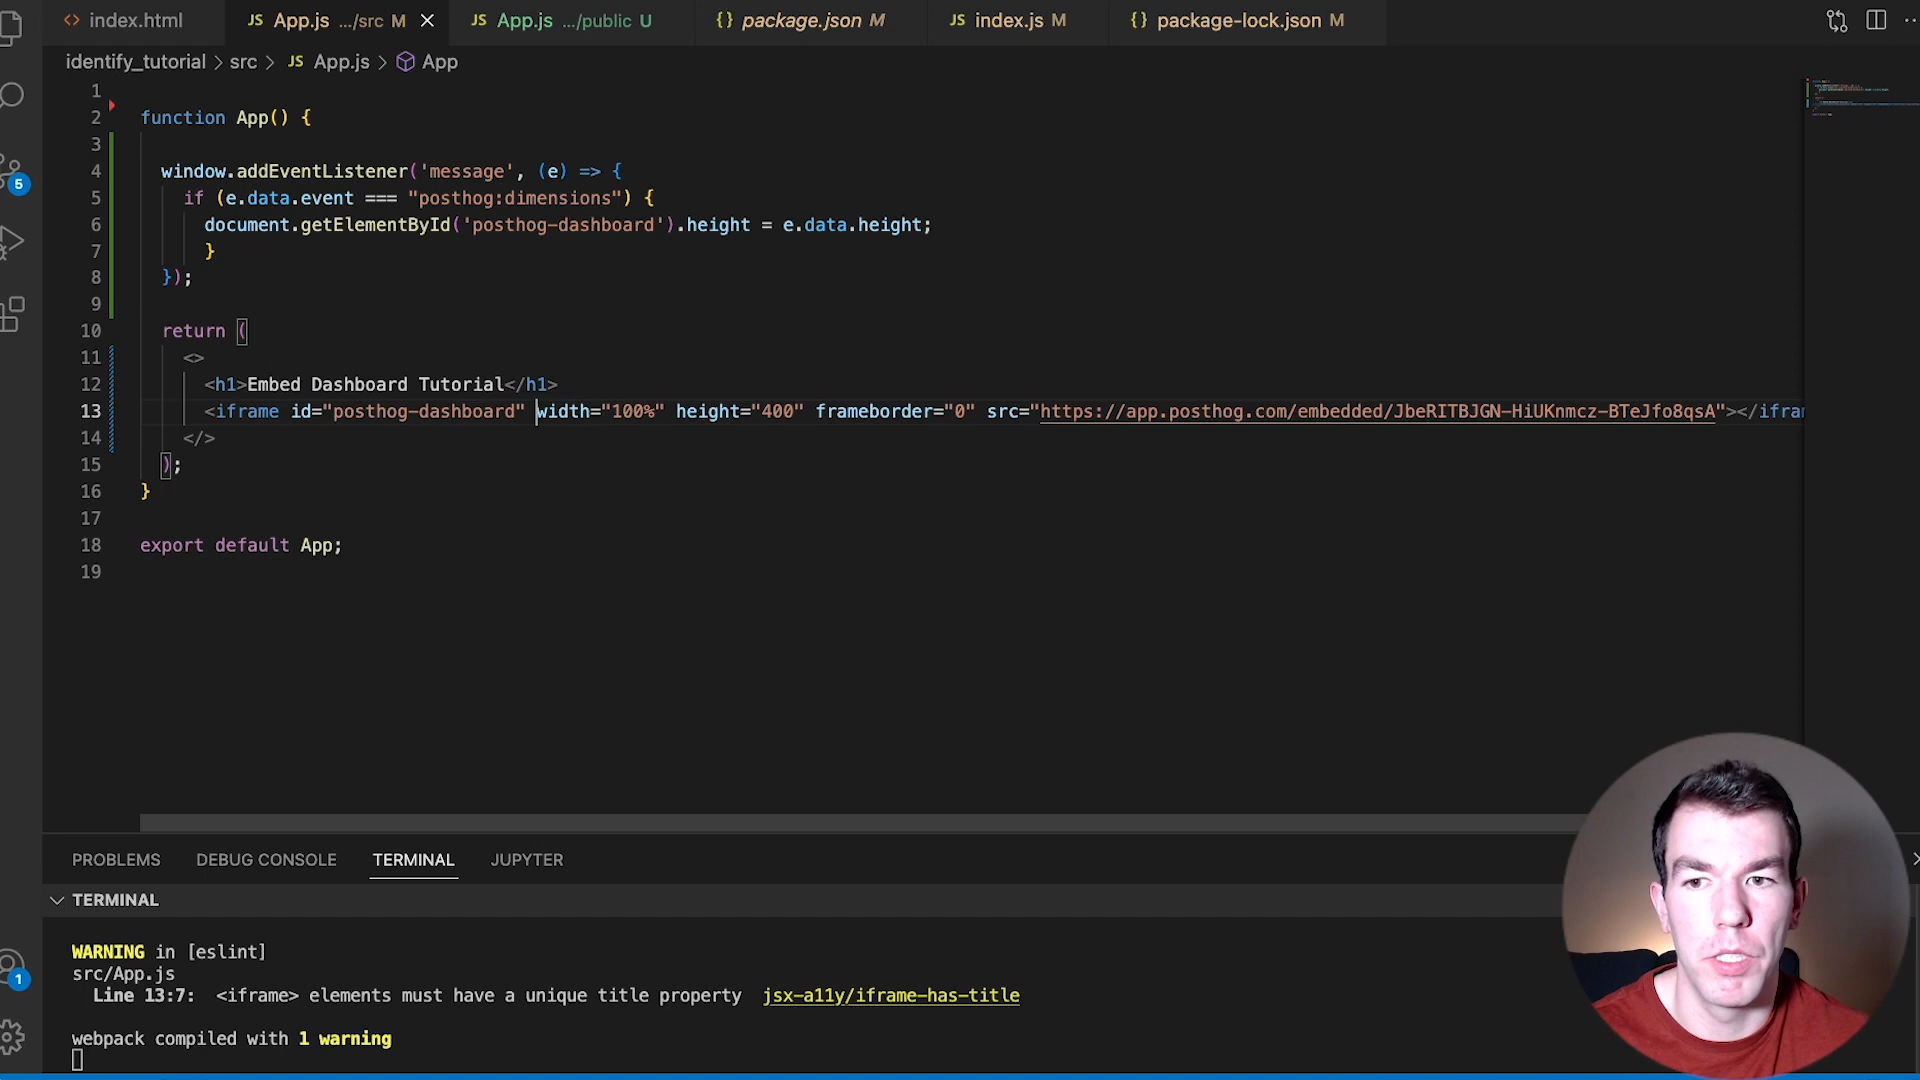 index.html
App.js .../src M
App.js .../public U
package.json M
index.js M
package-lock.json M
identify_tutorial > src > JS App.js > App
1
2 function App() {
3
4 window.addEventListener('message', (e) => {
5 if (e.data.event === "posthog:dimensions") {
6 document.getElementById('posthog-dashboard').height = e.data.height;
7 }
8 });
9
10 return (
11 <>
12 <h1>Embed Dashboard Tutorial</h1>
13 <iframe id="posthog-dashboard" width="100%" height="400" frameborder="0" src="https://app.posthog.com/embedded/JbeRITBJGN-HiUKnmcz-BTeJfo8qsA"></ifram
14 </>
15 );
16 }
17
18 export default App;
19
5
PROBLEMS DEBUG CONSOLE TERMINAL JUPYTER
TERMINAL
WARNING in [eslint]
src/App.js
Line 13:7: <iframe> elements must have a unique title property jsx-a11y/iframe-has-title
webpack compiled with 1 warning
1